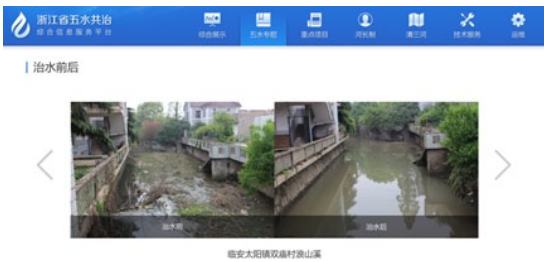 浙江省五水共治
综合信息服务平台
综合展示 五水专题 重点项目 河长制 清三河 技术服务 运维
治水前后
治水前 治水后
临安太阳镇双庙村浪山溪